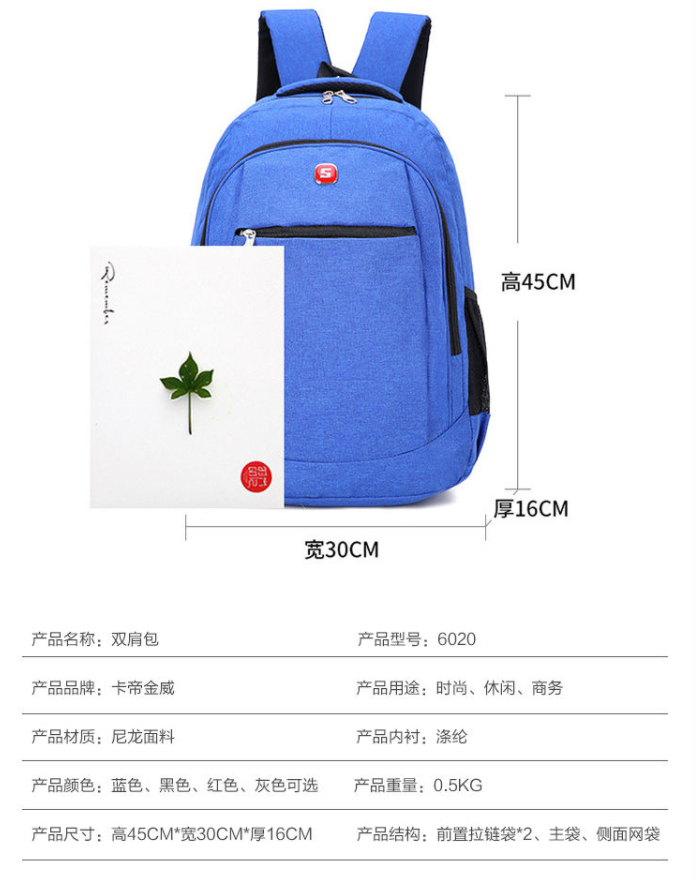 S
Remember
高45CM
厚16CM
宽30CM
产品名称：双肩包
产品型号：6020
产品品牌：卡帝金威
产品用途：时尚、休闲、商务
产品材质：尼龙面料
产品内衬：涤纶
产品颜色：蓝色、黑色、红色、灰色可选
产品重量：0.5KG
产品尺寸：高45CM*宽30CM*厚16CM
产品结构：前置拉链袋*2、主袋、侧面网袋